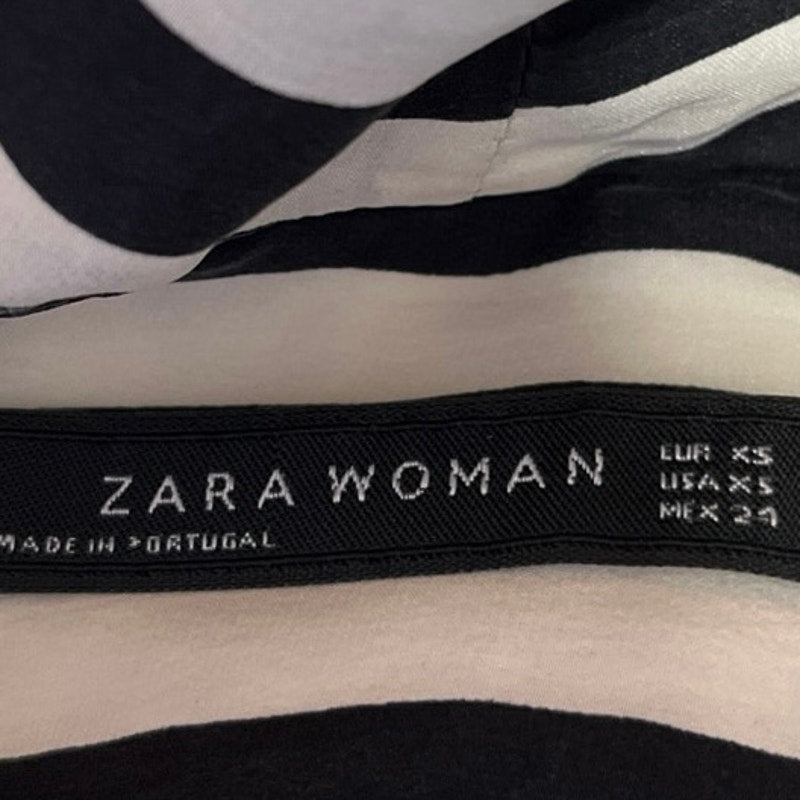 ZARA WOMAN
MADE IN PORTUGAL
EUR XS
USA XS
MEX 24